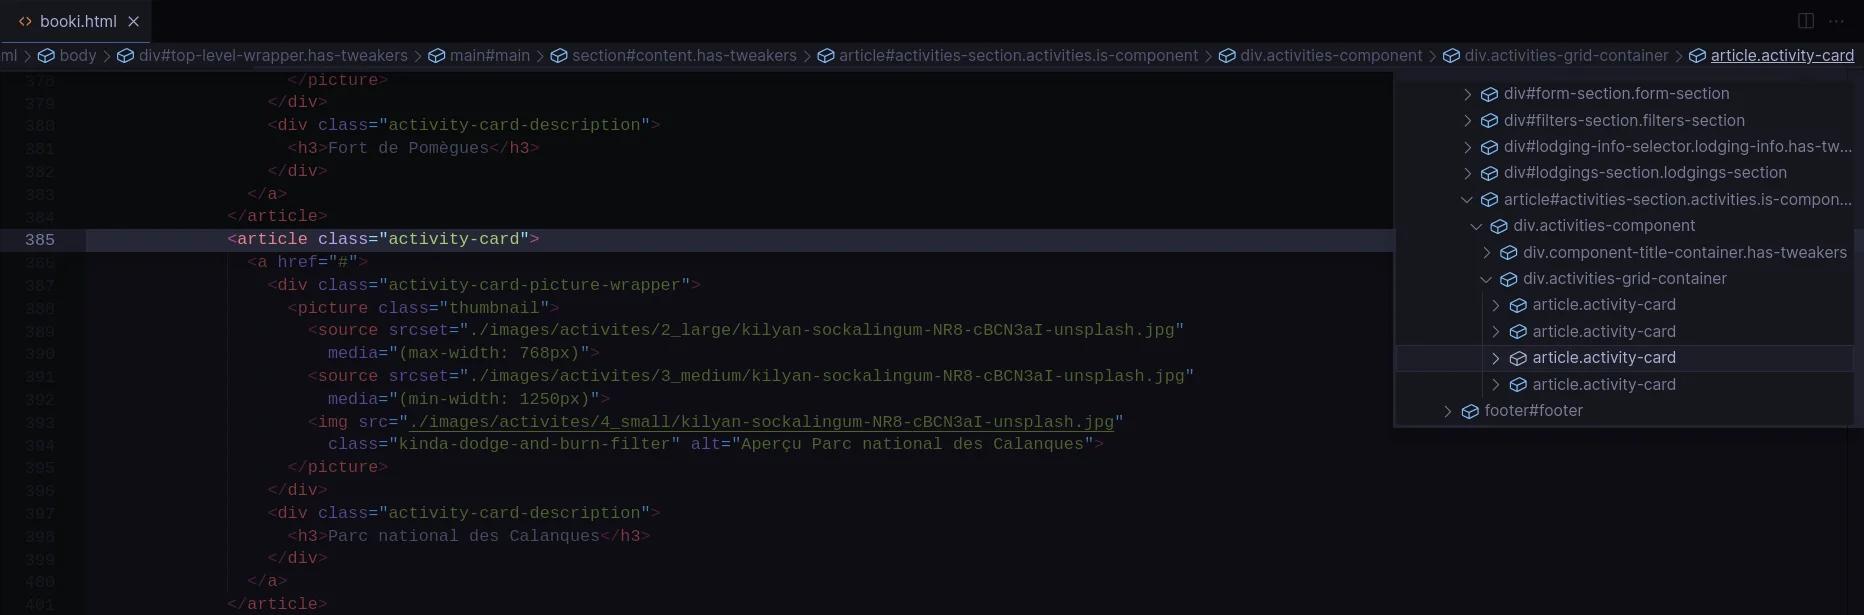 booki.html
ml > body > div#top-level-wrapper.has-tweakers > main#main > section#content.has-tweakers > article#activities-section.activities.is-component > div.activities-component > div.activities-grid-container > article.activity-card
378 </picture>
379 </div>
380 <div class="activity-card-description">
381 <h3>Fort de Pomègues</h3>
382 </div>
383 </a>
384 </article>
385 <article class="activity-card">
386 <a href="#">
387 <div class="activity-card-picture-wrapper">
388 <picture class="thumbnail">
389 <source srcset="./images/activites/2_large/kilyan-sockalingum-NR8-cBCN3aI-unsplash.jpg"
390 media="(max-width: 768px)">
391 <source srcset="./images/activites/3_medium/kilyan-sockalingum-NR8-cBCN3aI-unsplash.jpg"
392 media="(min-width: 1250px)">
393 <img src="./images/activites/4_small/kilyan-sockalingum-NR8-cBCN3aI-unsplash.jpg"
394 class="kinda-dodge-and-burn-filter" alt="Aperçu Parc national des Calanques">
395 </picture>
396 </div>
397 <div class="activity-card-description">
398 <h3>Parc national des Calanques</h3>
399 </div>
400 </a>
401 </article>
div#form-section.form-section
div#filters-section.filters-section
div#lodging-info-selector.lodging-info.has-tw...
div#lodgings-section.lodgings-section
article#activities-section.activities.is-compon...
div.activities-component
div.component-title-container.has-tweakers
div.activities-grid-container
article.activity-card
article.activity-card
article.activity-card
article.activity-card
footer#footer